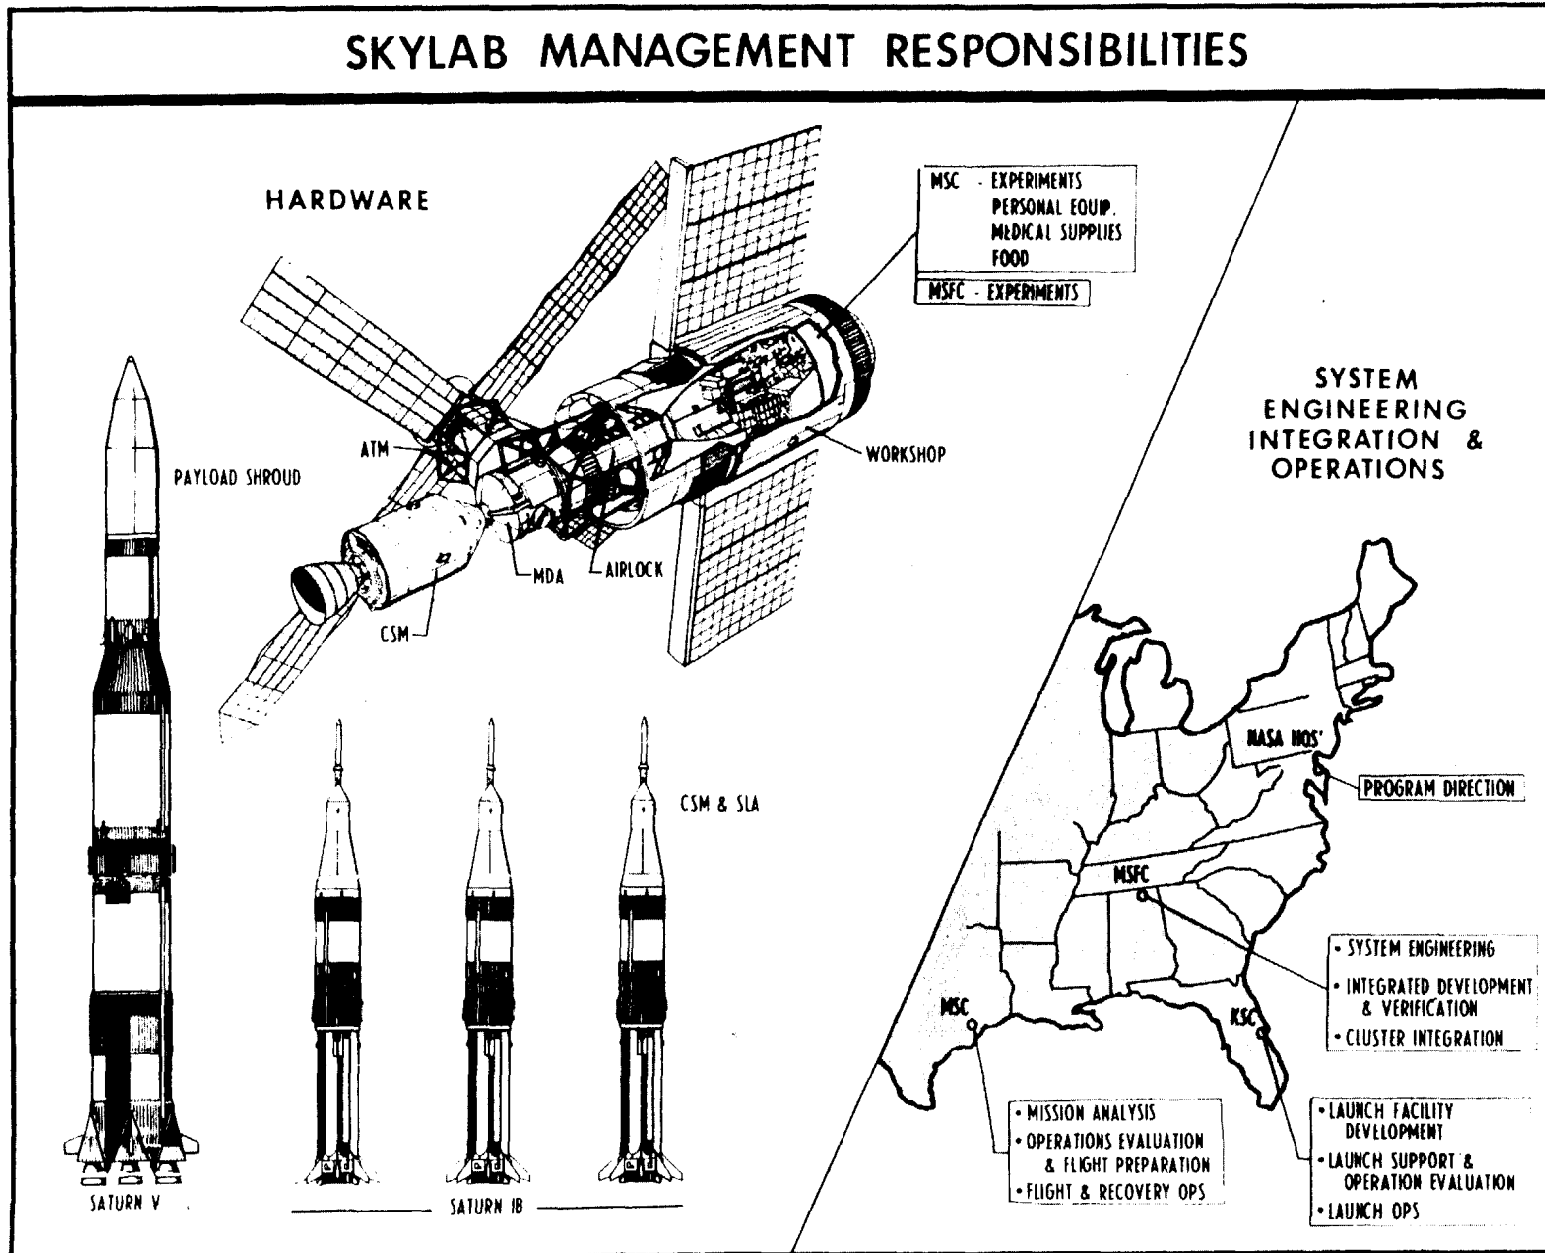 SKYLAB MANAGEMENT RESPONSIBILITIES
HARDWARE
MSC - EXPERIMENTS
PERSONAL EQUIP.
MEDICAL SUPPLIES
FOOD
MSFC - EXPERIMENTS
ATM
WORKSHOP
PAYLOAD SHROUD
MDA
AIRLOCK
CSM
CSM & SLA
SATURN V
SATURN IB
SYSTEM
ENGINEERING
INTEGRATION &
OPERATIONS
NASA HQS'
PROGRAM DIRECTION
MSFC
• SYSTEM ENGINEERING
• INTEGRATED DEVELOPMENT
& VERIFICATION
• CLUSTER INTEGRATION
MSC
KSC
• MISSION ANALYSIS
• OPERATIONS EVALUATION
& FLIGHT PREPARATION
• FLIGHT & RECOVERY OPS
• LAUNCH FACILITY
DEVELOPMENT
• LAUNCH SUPPORT &
OPERATION EVALUATION
• LAUNCH OPS